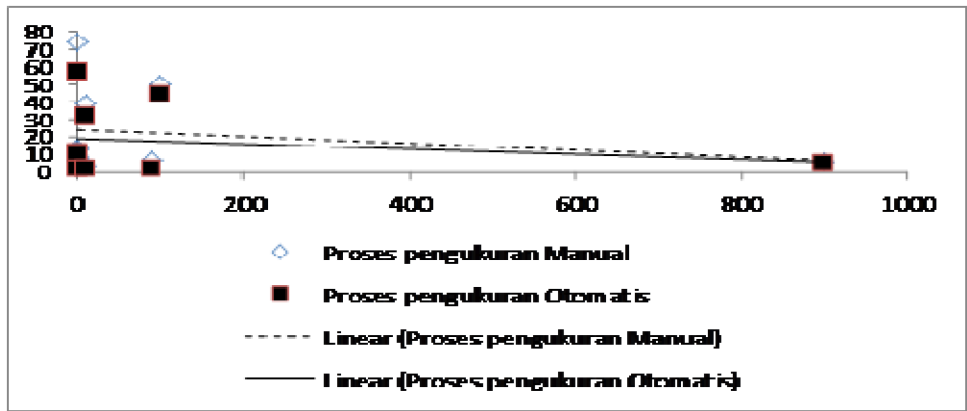 80
70
60
50
40
30
20
10
0
0 200 400 600 800 1000
Proses pengukuran Manual
Proses pengukuran Otomatis
Linear (Proses pengukuran Manual)
Linear (Proses pengukuran Otomatis)